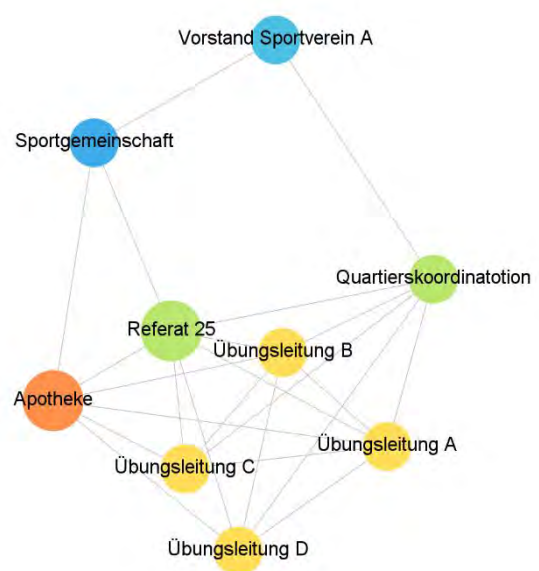 Vorstand Sportverein A
Sportgemeinschaft
Quartierskoordinatotion
Referat 25
Übungsleitung B
Apotheke
Übungsleitung A
Übungsleitung C
Übungsleitung D